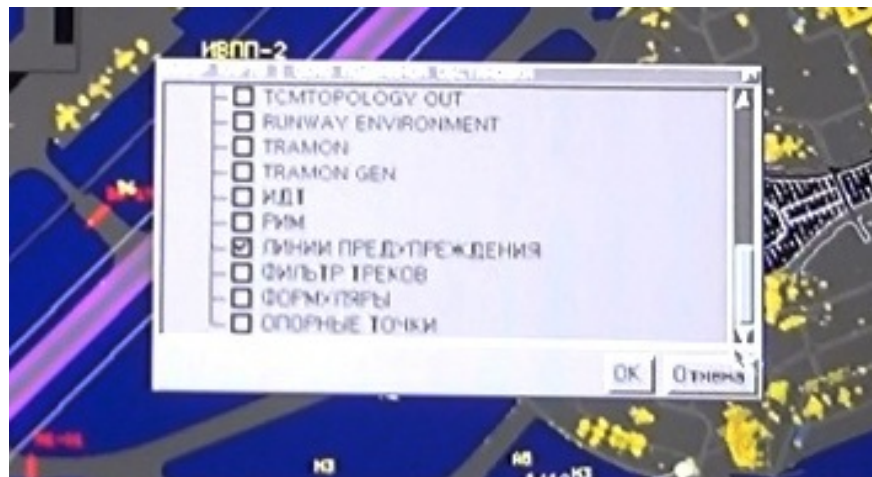 ИВПП-2
TCMTOPOLOGY OUT
RUNWAY ENVIRONMENT
TRAMON
TRAMON GEN
ИДТ
РИМ
ЛИНИИ ПРЕДУПРЕЖДЕНИЯ
ФИЛЬТР ТРЕКОВ
ФОРМУЛЯРЫ
ОПОРНЫЕ ТОЧКИ
OK Отмена